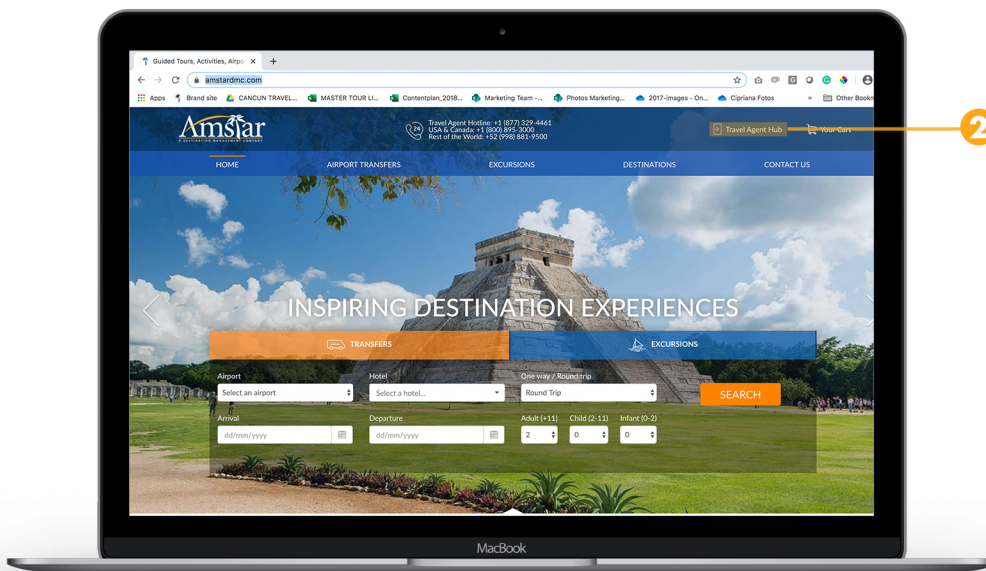 Guided Tours, Activities, Airpo
amstardmc.com
Apps Brand site CANCUN TRAVEL... MASTER TOUR LI... Contentplan_2018... Marketing Team -... Photos Marketing... 2017-images - On... Cipriana Fotos » Other Bookm
Amstar
A DESTINATION MANAGEMENT COMPANY
24
Travel Agent Hotline: +1 (877) 329-4461
USA & Canada: +1 (800) 895-3000
Rest of the World: +52 (998) 881-9500
Travel Agent Hub
Your Cart
2
HOME AIRPORT TRANSFERS EXCURSIONS DESTINATIONS CONTACT US
INSPIRING DESTINATION EXPERIENCES
TRANSFERS EXCURSIONS
Airport Hotel One way / Round trip
Select an airport Select a hotel... Round Trip SEARCH
Arrival Departure Adult (+11) Child (2-11) Infant (0-2)
dd/mm/yyyy dd/mm/yyyy 2 0 0
MacBook